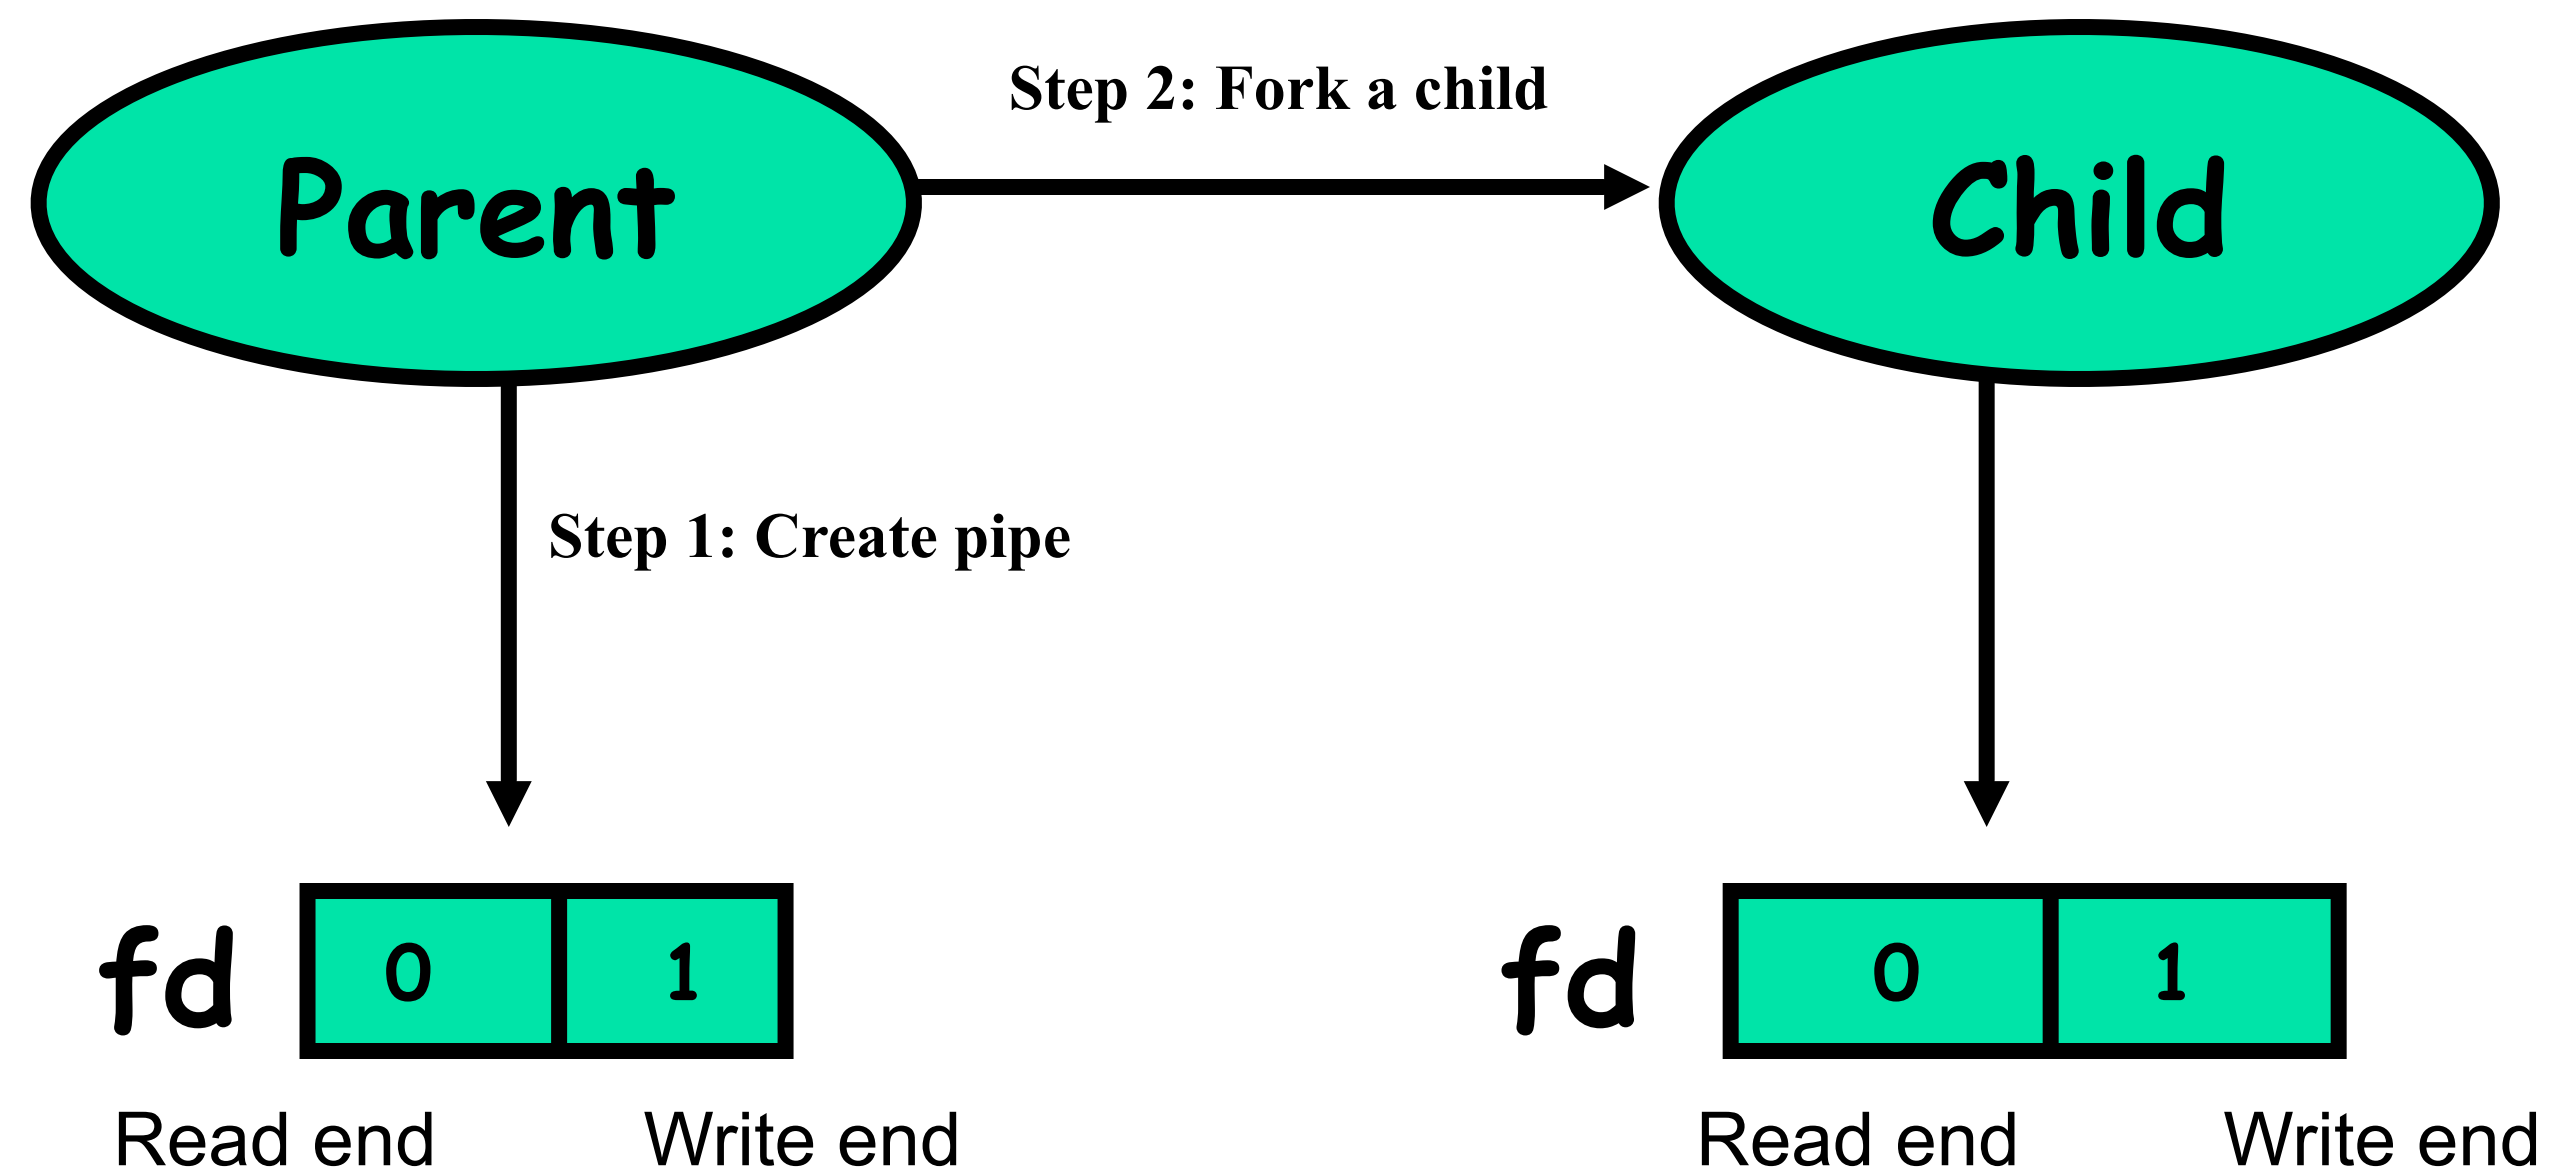 Step 2: Fork a child
Parent
Child
Step 1: Create pipe
fd 0 1
fd 0 1
Read end Write end
Read end Write end